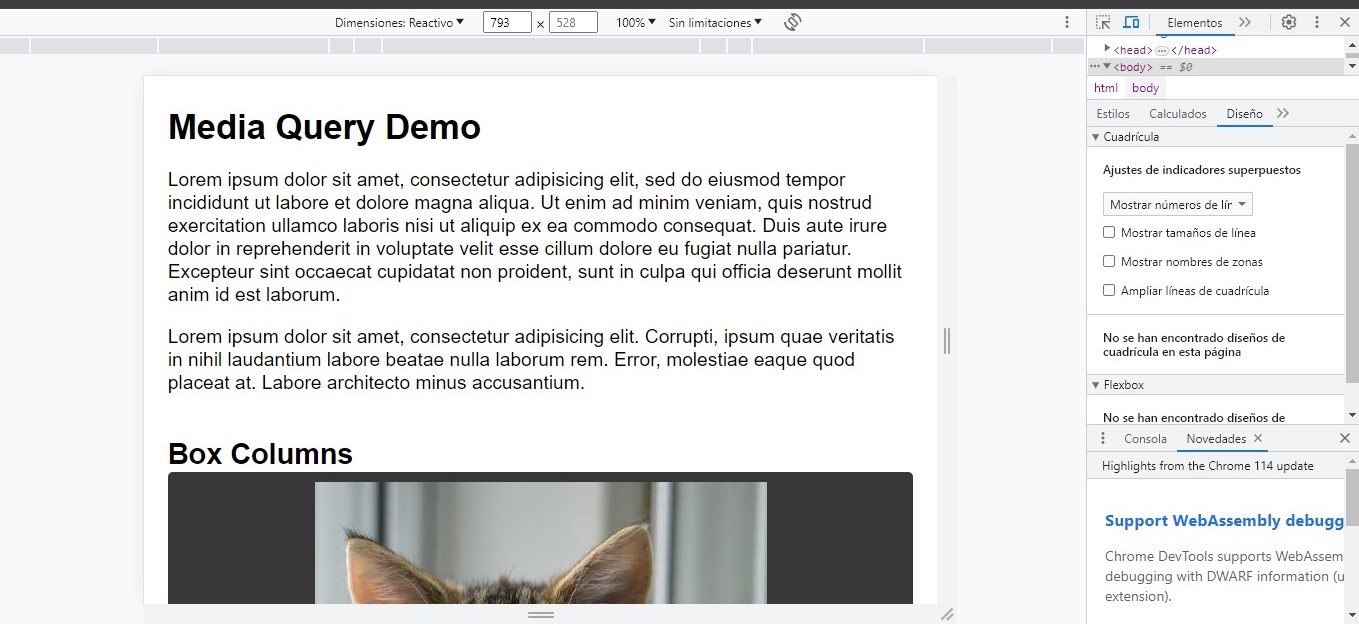 Dimensiones: Reactivo 793 × 528 100% Sin limitaciones
Elementos
<head> </head>
<body> == $0
html body
Estilos Calculados Diseño
Cuadrícula
Ajustes de indicadores superpuestos
Mostrar números de lír
Mostrar tamaños de línea
Mostrar nombres de zonas
Ampliar líneas de cuadrícula
No se han encontrado diseños de
cuadrícula en esta página
Flexbox
No se han encontrado diseños de
Consola Novedades
Highlights from the Chrome 114 update
Support WebAssembly debugg
Chrome DevTools supports WebAssem
debugging with DWARF information (u
extension).
Media Query Demo
Lorem ipsum dolor sit amet, consectetur adipisicing elit, sed do eiusmod tempor
incididunt ut labore et dolore magna aliqua. Ut enim ad minim veniam, quis nostrud
exercitation ullamco laboris nisi ut aliquip ex ea commodo consequat. Duis aute irure
dolor in reprehenderit in voluptate velit esse cillum dolore eu fugiat nulla pariatur.
Excepteur sint occaecat cupidatat non proident, sunt in culpa qui officia deserunt mollit
anim id est laborum.
Lorem ipsum dolor sit amet, consectetur adipisicing elit. Corrupti, ipsum quae veritatis
in nihil laudantium labore beatae nulla laborum rem. Error, molestiae eaque quod
placeat at. Labore architecto minus accusantium.
Box Columns